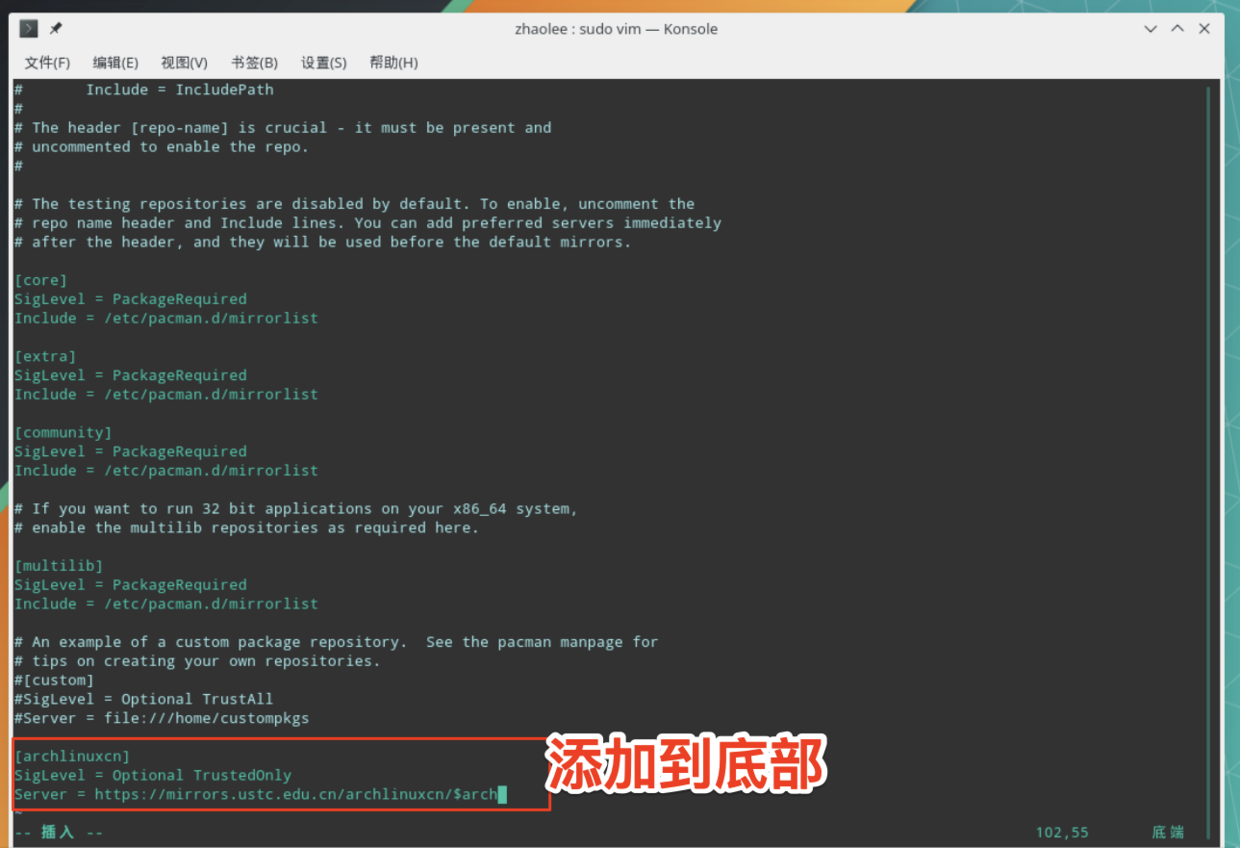 zhaolee : sudo vim — Konsole
文件(F) 编辑(E) 视图(V) 书签(B) 设置(S) 帮助(H)
#       Include = IncludePath
#
# The header [repo-name] is crucial - it must be present and
# uncommented to enable the repo.
#
# The testing repositories are disabled by default. To enable, uncomment the
# repo name header and Include lines. You can add preferred servers immediately
# after the header, and they will be used before the default mirrors.
[core]
SigLevel = PackageRequired
Include = /etc/pacman.d/mirrorlist
[extra]
SigLevel = PackageRequired
Include = /etc/pacman.d/mirrorlist
[community]
SigLevel = PackageRequired
Include = /etc/pacman.d/mirrorlist
# If you want to run 32 bit applications on your x86_64 system,
# enable the multilib repositories as required here.
[multilib]
SigLevel = PackageRequired
Include = /etc/pacman.d/mirrorlist
# An example of a custom package repository.  See the pacman manpage for
# tips on creating your own repositories.
#[custom]
#SigLevel = Optional TrustAll
#Server = file:///home/custompkgs
[archlinuxcn]
SigLevel = Optional TrustedOnly
Server = https://mirrors.ustc.edu.cn/archlinuxcn/$arch
添加到底部
~
-- 插入 -- 102,55 底端